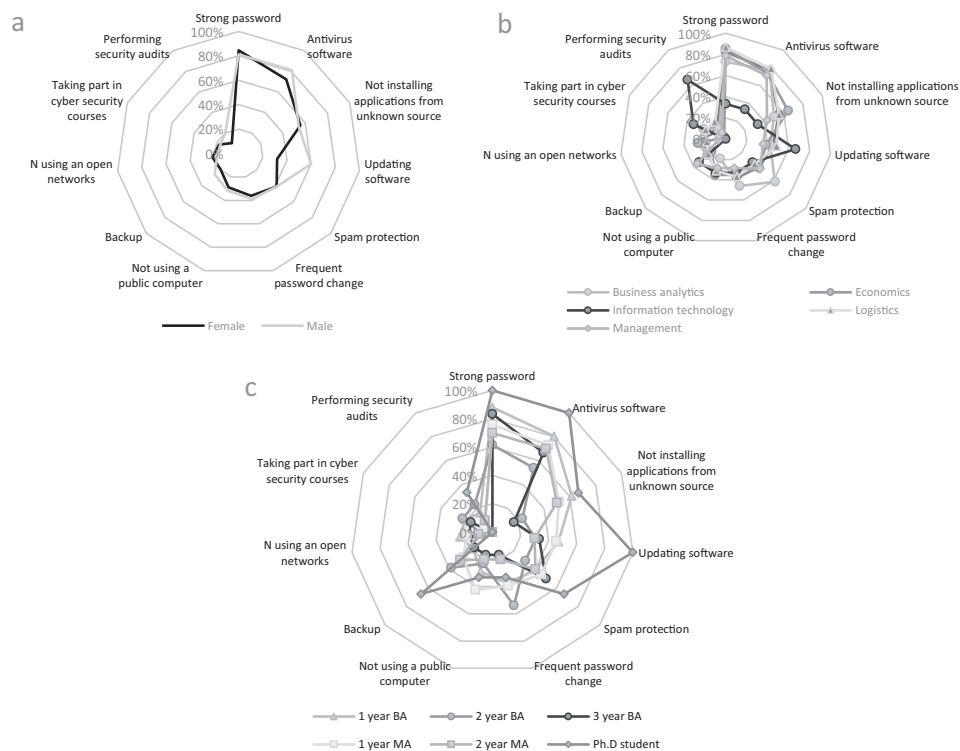 a
Strong password
100%
80%
60%
40%
20%
0%
Antivirus
software
Not installing
applications from
unknown source
Updating
software
Spam protection
Frequent
password change
Not using a
public computer
Backup
N using an open
networks
Taking part in
cyber security
courses
Performing
security audits
Female
Male
b
Strong password
100%
80%
60%
40%
20%
0%
Antivirus software
Not installing applications
from unknown source
Updating software
Spam protection
Frequent password
change
Not using a public
computer
Backup
N using an open networks
Taking part in cyber
security courses
Performing security
audits
Business analytics
Economics
Information technology
Logistics
Management
c
Strong password
100%
80%
60%
40%
20%
0%
Antivirus software
Not installing
applications from
unknown source
Updating software
Spam protection
Frequent password
change
Not using a public
computer
Backup
N using an open
networks
Taking part in cyber
security courses
Performing security
audits
1 year BA
2 year BA
3 year BA
1 year MA
2 year MA
Ph.D student